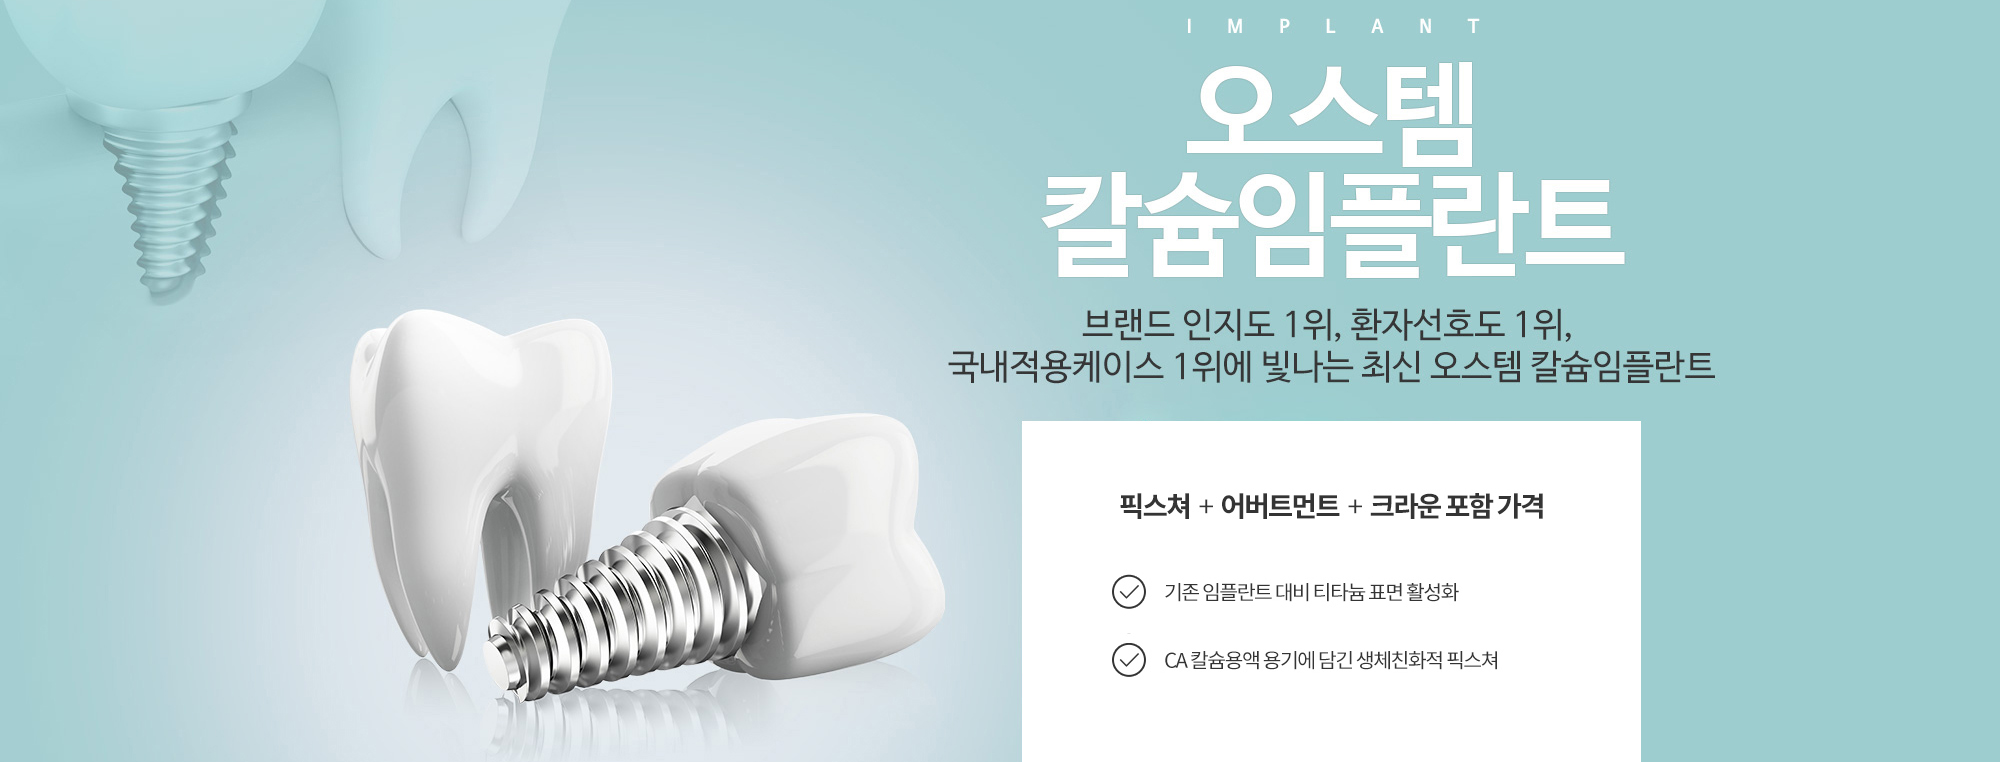 IMPLANT
오스템
칼슘임플란트
브랜드 인지도 1위, 환자선호도 1위,
국내적용케이스 1위에 빛나는 최신 오스템 칼슘임플란트
픽스쳐 + 어버트먼트 + 크라운 포함 가격
기존 임플란트 대비 티타늄 표면 활성화
CA 칼슘용액 용기에 담긴 생체친화적 픽스쳐